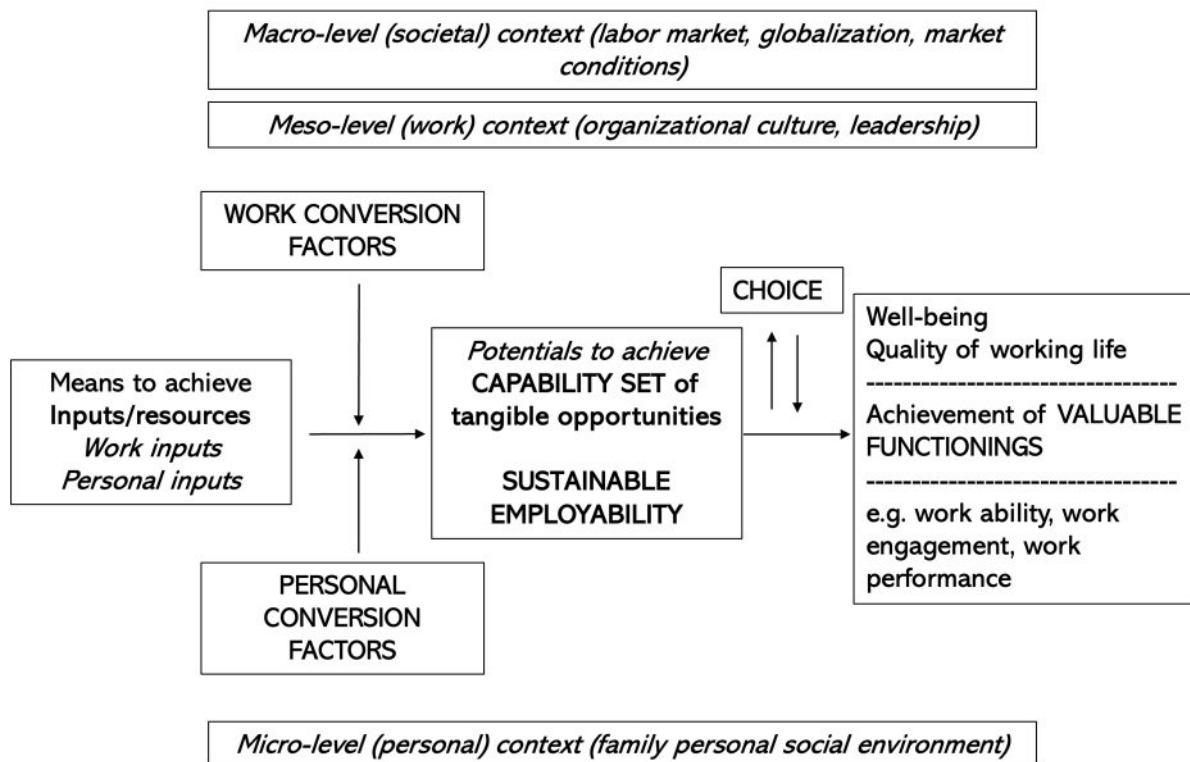 Macro-level (societal) context (labor market, globalization, market
conditions)
Meso-level (work) context (organizational culture, leadership)
WORK CONVERSION
FACTORS
CHOICE
Means to achieve
Inputs/resources
Work inputs
Personal inputs
Potentials to achieve
CAPABILITY SET of
tangible opportunities
SUSTAINABLE
EMPLOYABILITY
Well-being
Quality of working life
-----------------------------------
Achievement of VALUABLE
FUNCTIONINGS
-----------------------------------
e.g. work ability, work
engagement, work
performance
PERSONAL
CONVERSION
FACTORS
Micro-level (personal) context (family personal social environment)